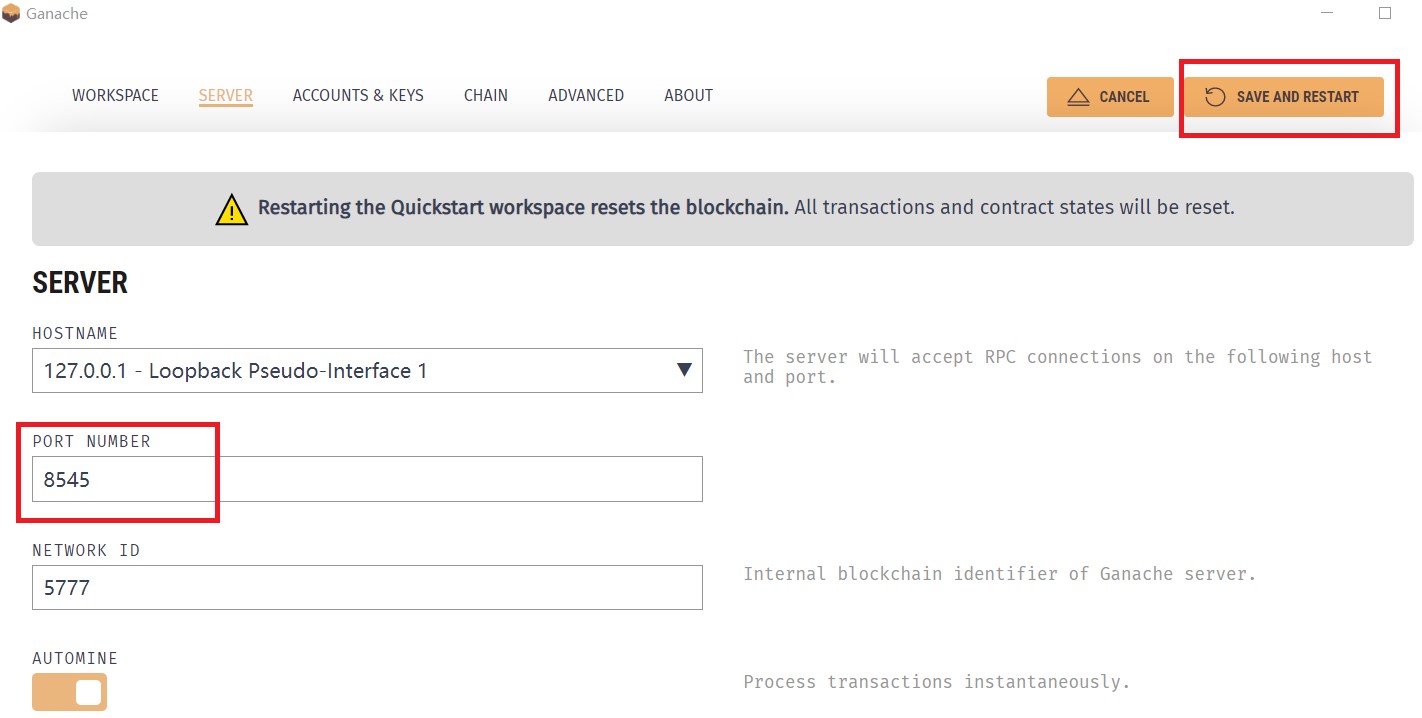 Ganache
WORKSPACE SERVER ACCOUNTS & KEYS CHAIN ADVANCED ABOUT CANCEL SAVE AND RESTART
Restarting the Quickstart workspace resets the blockchain. All transactions and contract states will be reset.
SERVER
HOSTNAME
127.0.0.1 - Loopback Pseudo-Interface 1
The server will accept RPC connections on the following host
and port.
PORT NUMBER
8545
NETWORK ID
5777
Internal blockchain identifier of Ganache server.
AUTOMINE
Process transactions instantaneously.